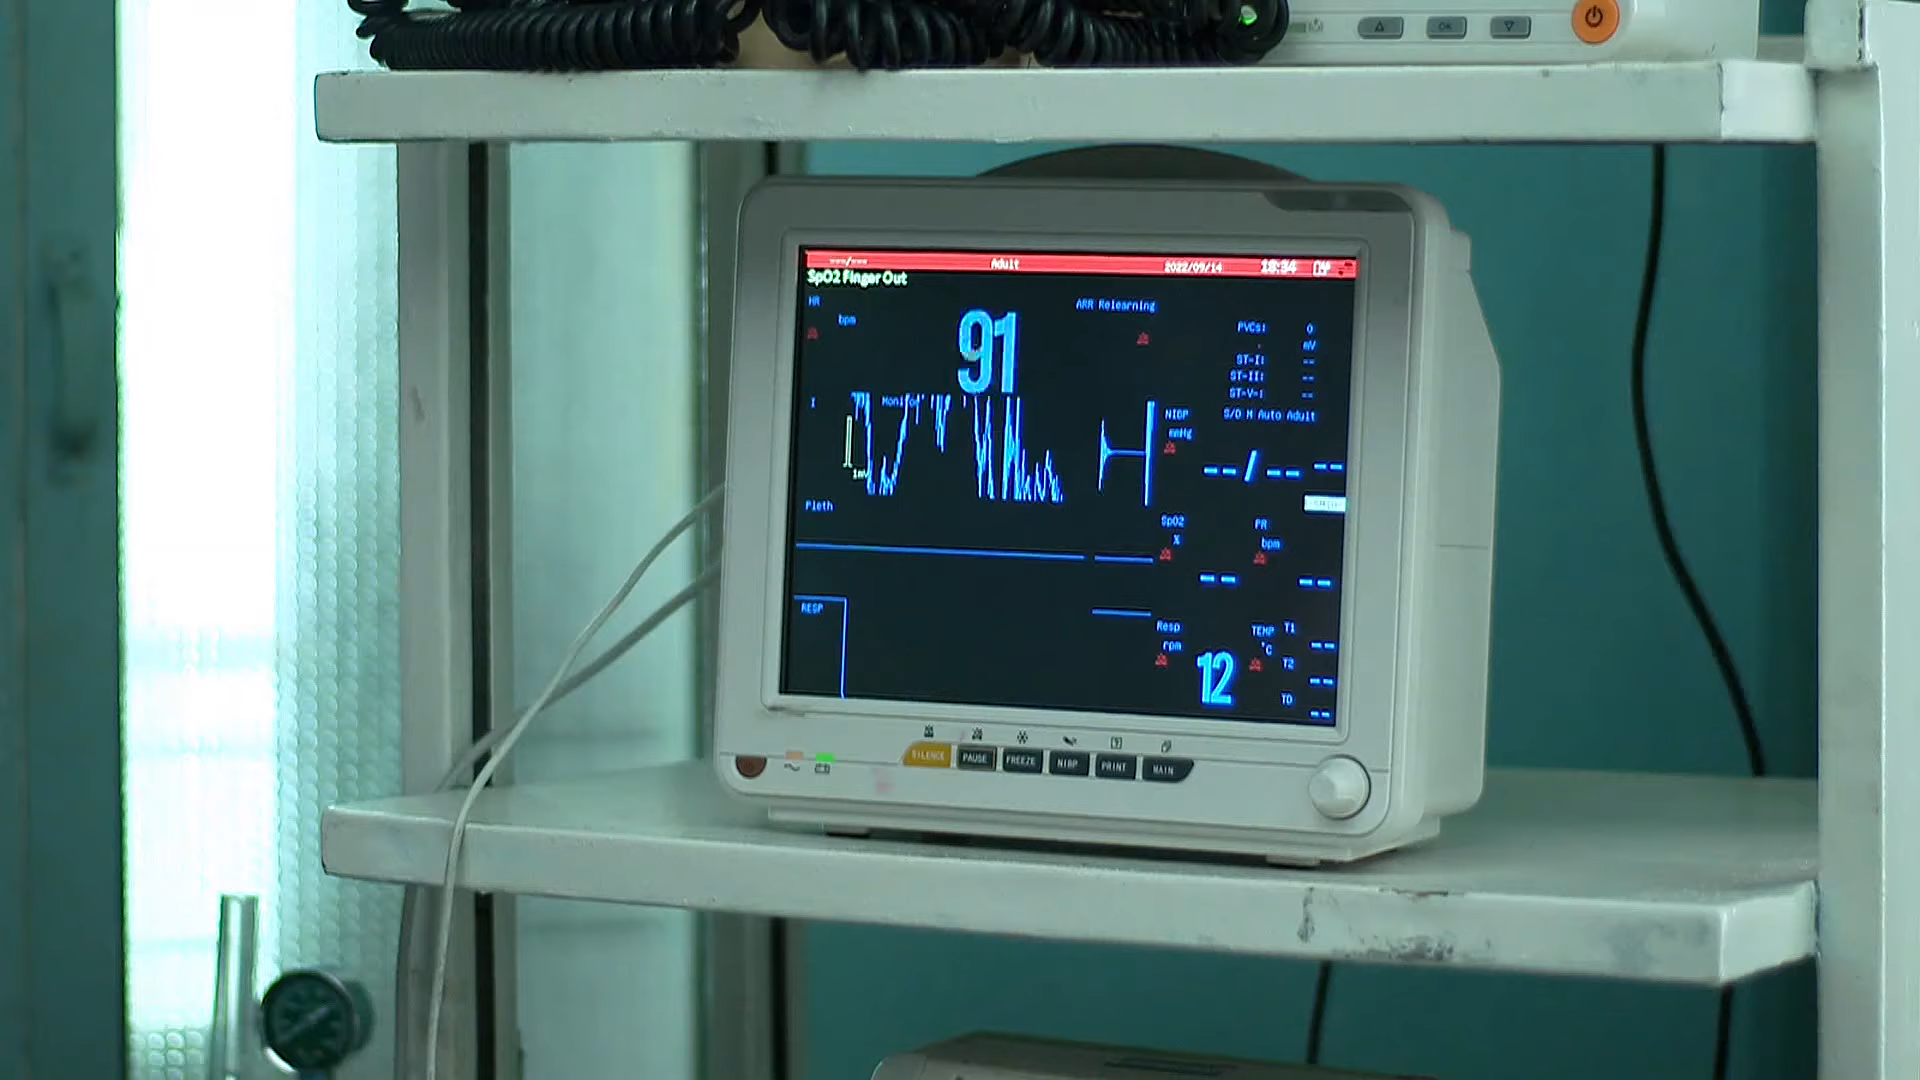 OK
---/---
Adult
2022/09/14
18:34
SpO2 Finger Out
HR
bpm
91
ARR Relearning
PVCs: 0
mV
ST-I: --
ST-II: --
ST-V-: --
I
Monitor
1mV
NIBP
mmHg
S/D M Auto Adult
--/-- --
Pleth
SpO2
%
--
PR
bpm
--
RESP
Resp
rpm
12
TEMP
°C
T1
--
T2
--
TD
--
SILENCE
PAUSE
FREEZE
NIBP
PRINT
MAIN